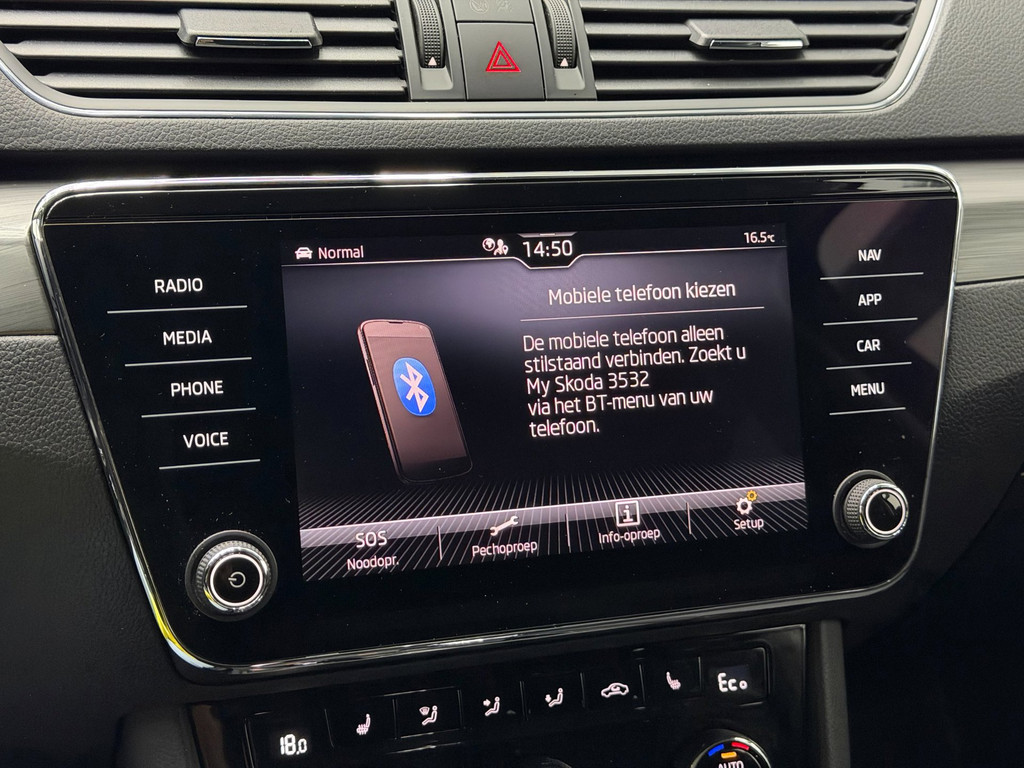 Normal
14:50
16.5°c
RADIO
MEDIA
PHONE
VOICE
Mobiele telefoon kiezen
De mobiele telefoon alleen
stilstaand verbinden. Zoekt u
My Skoda 3532
via het BT-menu van uw
telefoon.
NAV
APP
CAR
MENU
SOS
Noodopr.
Pechoproep
Info-oproep
Setup
18.0
Eco
AUTO